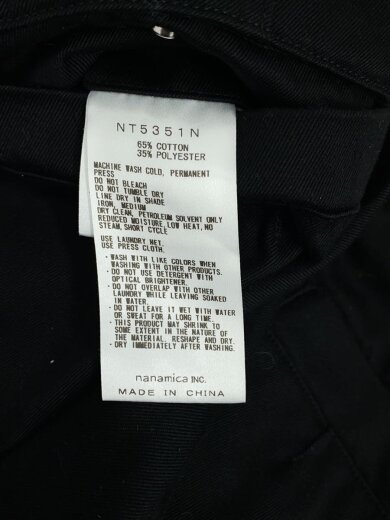 NT5351N
65% COTTON
35% POLYESTER
MACHINE WASH COLD, PERMANENT
PRESS
DO NOT BLEACH
DO NOT TUMBLE DRY
LINE DRY IN SHADE
IRON, MEDIUM
DRY CLEAN, PETROLEUM SOLVENT ONLY
REDUCED MOISTURE, LOW HEAT, NO
STEAM, SHORT CYCLE
USE LAUNDRY NET.
USE PRESS CLOTH.
・WASH WITH LIKE COLORS WHEN
WASHING WITH OTHER PRODUCTS.
・DO NOT USE DETERGENT WITH
OPTICAL BRIGHTENER.
・DO NOT OVERLAP WITH OTHER
LAUNDRY WHILE LEAVING SOAKED
IN WATER.
・DO NOT LEAVE IT WET WITH WATER
OR SWEAT FOR A LONG TIME
・THIS PRODUCT MAY SHRINK TO
SOME EXTENT IN THE NATURE OF
THE MATERIAL. RESHAPE AND DRY.
・DRY IMMEDIATELY AFTER WASHING.
nanamica INC.
MADE IN CHINA